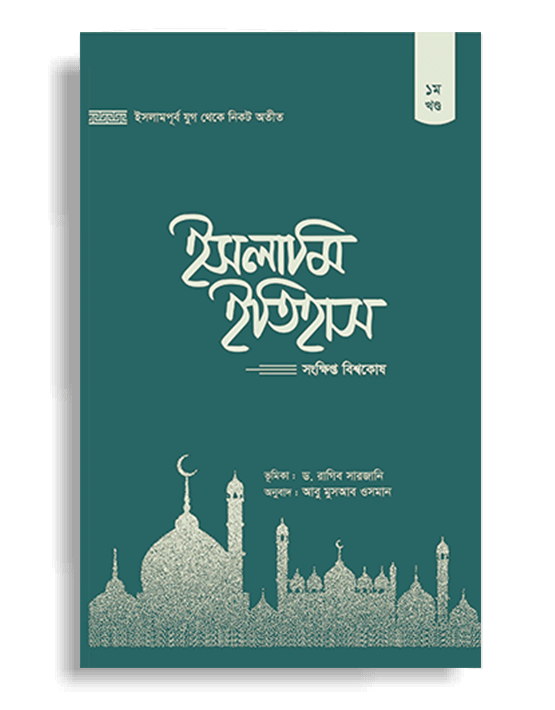 ১ম
খণ্ড
ইসলামপূর্ব যুগ থেকে নিকট অতীত
ইসলামি
ইতিহাস
সংক্ষিপ্ত বিশ্বকোষ
ভূমিকা : ড. রাগিব সারজানি
অনুবাদ : আবু মুসআব ওসমান